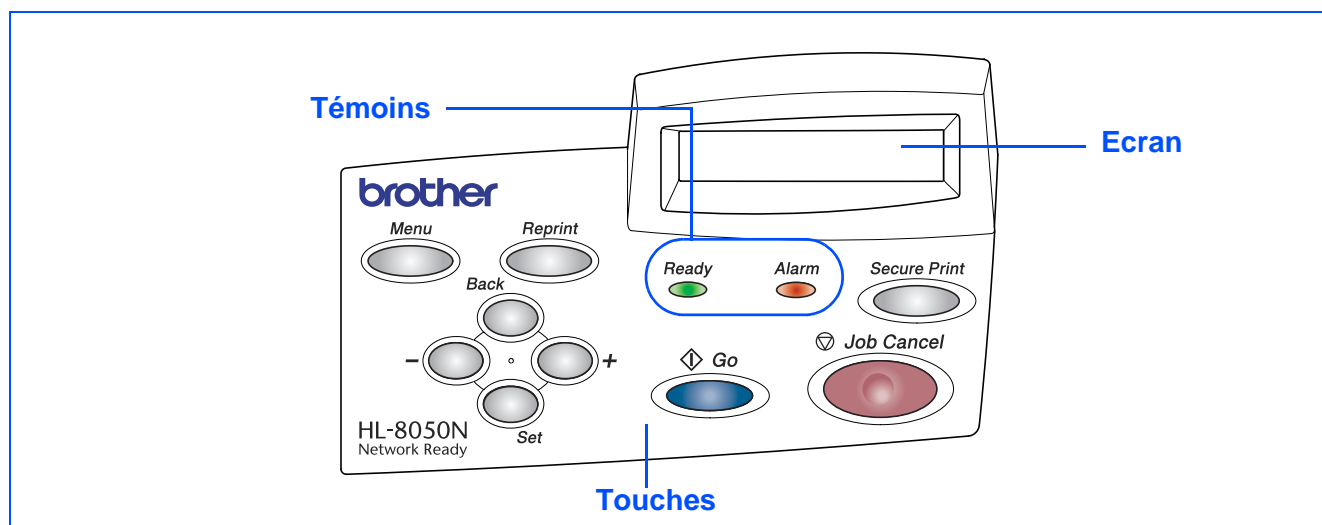 Témoins
Ecran
brother
Menu
Reprint
Ready
Alarm
Secure Print
Back
Job Cancel
- +
Go
HL-8050N
Set
Network Ready
Touches